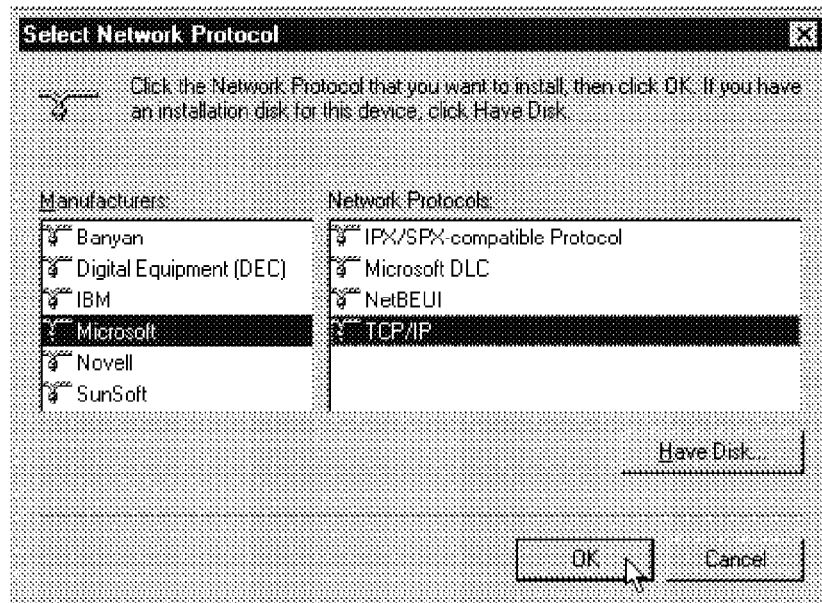 Select Network Protocol
Click the Network Protocol that you want to install, then click OK. If you have
an installation disk for this device, click Have Disk.
Manufacturers:
Banyan
Digital Equipment (DEC)
IBM
Microsoft
Novell
SunSoft
Network Protocols:
IPX/SPX-compatible Protocol
Microsoft DLC
NetBEUI
TCP/IP
Have Disk...
OK
Cancel